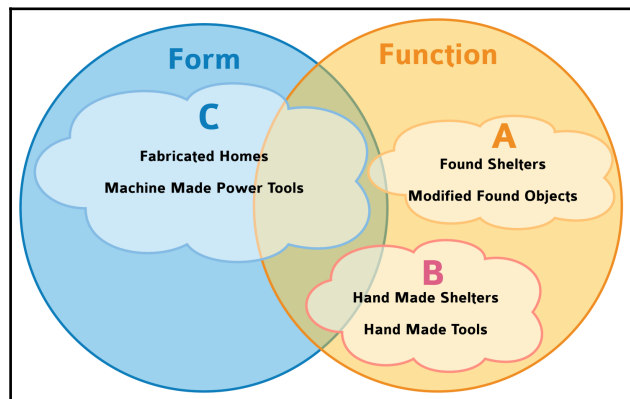 Form
Function
C
Fabricated Homes
Machine Made Power Tools
A
Found Shelters
Modified Found Objects
B
Hand Made Shelters
Hand Made Tools